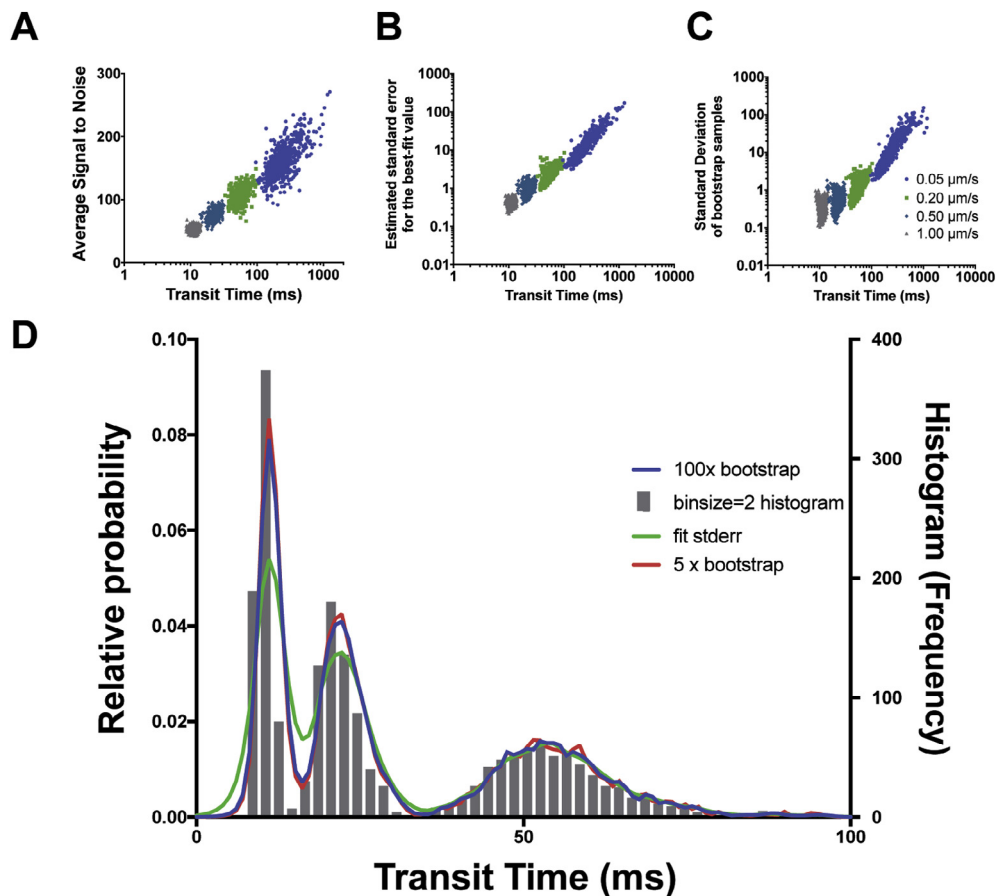 A
B
C
Average Signal to Noise
300
200
100
0
1
10
100
1000
Transit Time (ms)
Estimated standard error
for the best-fit value
1000
100
10
1
0.1
0.01
1
10
100
1000
10000
Transit Time (ms)
Standard Deviation
of bootstrap samples
1000
100
10
1
0.1
0.01
1
10
100
1000
10000
Transit Time (ms)
0.05 µm/s
0.20 µm/s
0.50 µm/s
1.00 µm/s
D
Relative probability
0.10
0.08
0.06
0.04
0.02
0.00
0
50
100
Transit Time (ms)
100x bootstrap
binsize=2 histogram
fit stderr
5 x bootstrap
400
300
200
100
0
Histogram (Frequency)